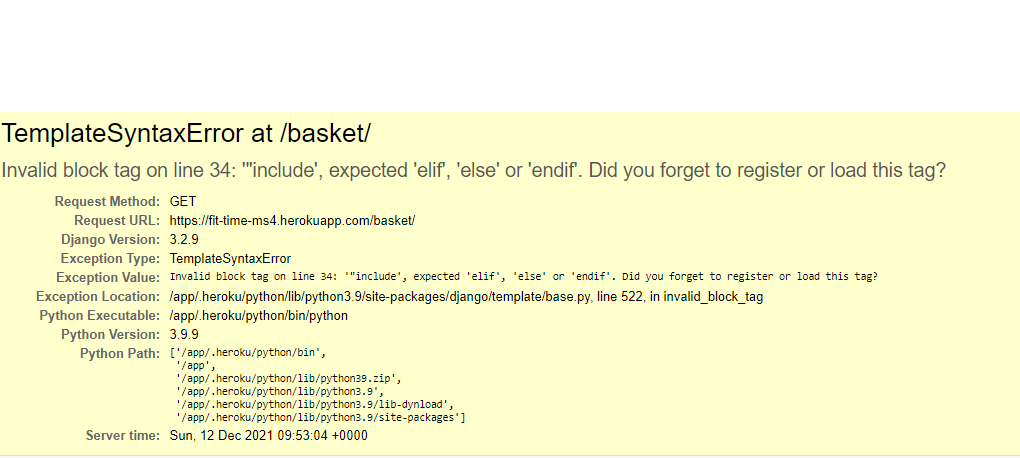 TemplateSyntaxError at /basket/
Invalid block tag on line 34: '"include', expected 'elif', 'else' or 'endif'. Did you forget to register or load this tag?
Request Method: GET
Request URL: https://fit-time-ms4.herokuapp.com/basket/
Django Version: 3.2.9
Exception Type: TemplateSyntaxError
Exception Value: Invalid block tag on line 34: '"include', expected 'elif', 'else' or 'endif'. Did you forget to register or load this tag?
Exception Location: /app/.heroku/python/lib/python3.9/site-packages/django/template/base.py, line 522, in invalid_block_tag
Python Executable: /app/.heroku/python/bin/python
Python Version: 3.9.9
Python Path: ['/app/.heroku/python/bin',
'/app',
'/app/.heroku/python/lib/python39.zip',
'/app/.heroku/python/lib/python3.9',
'/app/.heroku/python/lib/python3.9/lib-dynload',
'/app/.heroku/python/lib/python3.9/site-packages']
Server time: Sun, 12 Dec 2021 09:53:04 +0000